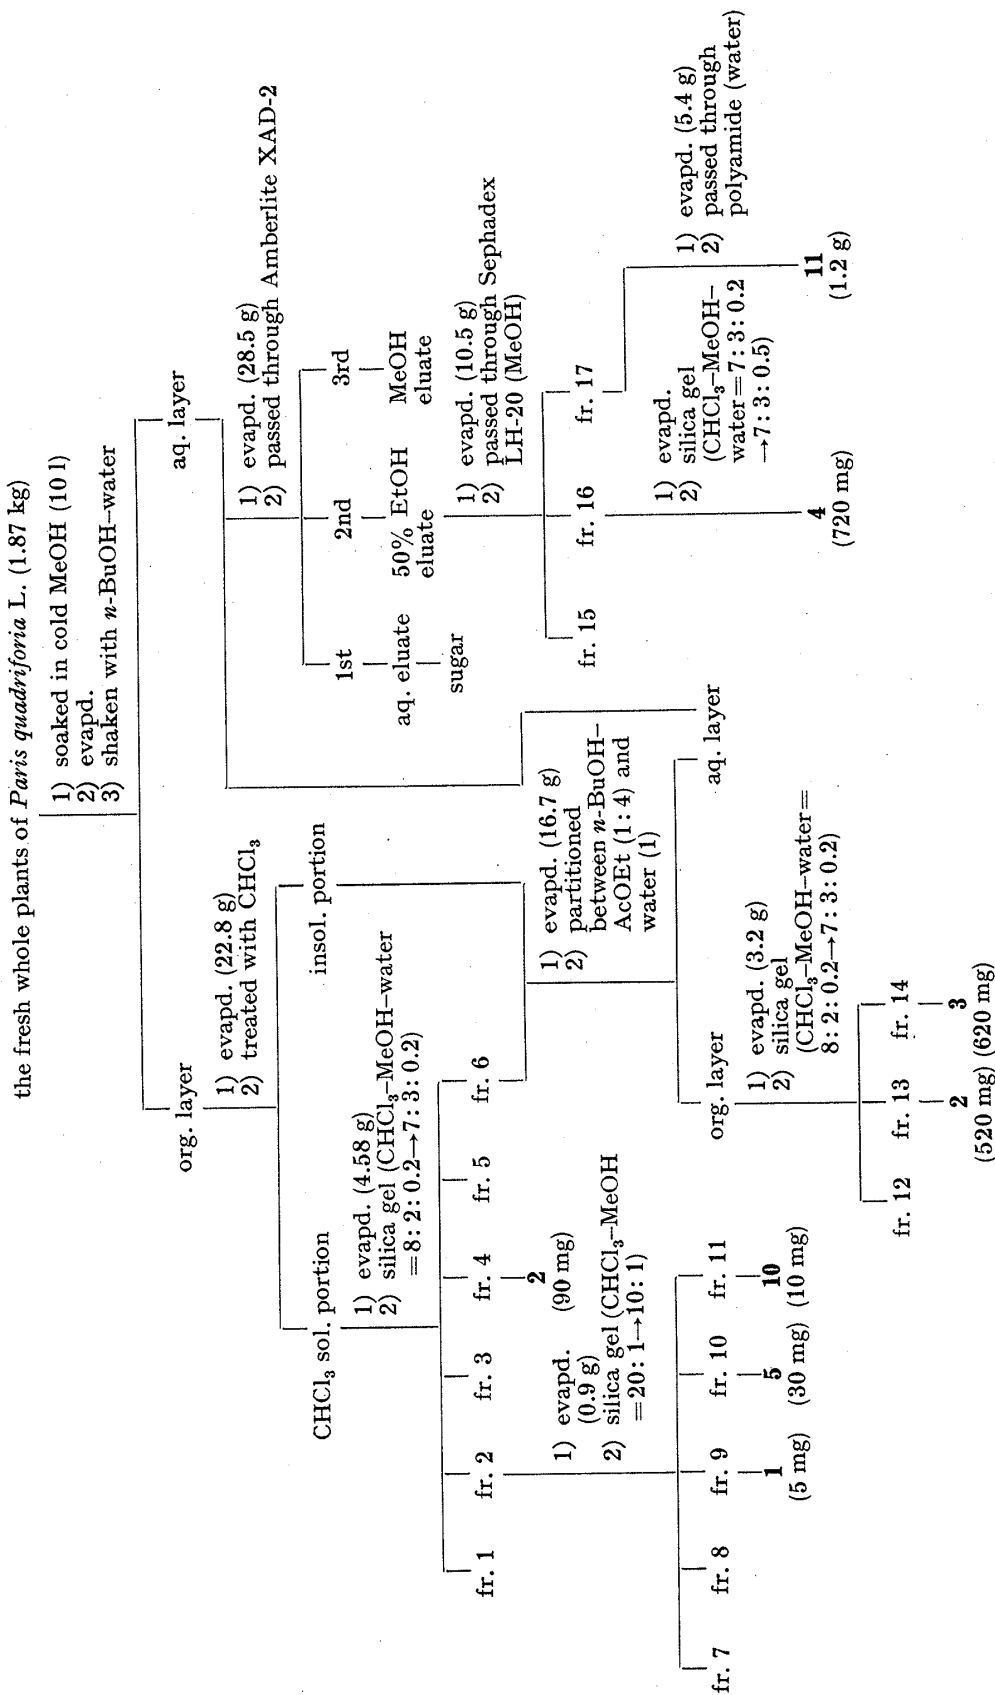 the fresh whole plants of Paris quadriforia L. (1.87 kg)
1) soaked in cold MeOH (10 l)
2) evapd.
3) shaken with n-BuOH–water
org. layer
aq. layer
1) evapd. (22.8 g)
2) treated with CHCl₃
CHCl₃ sol. portion
insol. portion
1) evapd. (4.58 g)
2) silica gel (CHCl₃–MeOH–water
=8: 2: 0.2→7: 3: 0.2)
fr. 1
fr. 2
fr. 3
fr. 4
fr. 5
fr. 6
2
(90 mg)
1) evapd.
(0.9 g)
2) silica gel (CHCl₃–MeOH
=20: 1→10: 1)
fr. 7
fr. 8
fr. 9
fr. 10
fr. 11
1
5
10
(5 mg)
(30 mg)
(10 mg)
1) evapd. (16.7 g)
2) partitioned
between n-BuOH–
AcOEt (1: 4) and
water (1)
org. layer
aq. layer
1) evapd. (3.2 g)
2) silica gel
(CHCl₃–MeOH–water=
8: 2: 0.2→7: 3: 0.2)
fr. 12
fr. 13
fr. 14
2
3
(520 mg)
(620 mg)
1) evapd. (28.5 g)
2) passed through Amberlite XAD-2
1st
2nd
3rd
aq. eluate
50% EtOH
eluate
MeOH
eluate
sugar
1) evapd. (10.5 g)
2) passed through Sephadex
LH-20 (MeOH)
fr. 15
fr. 16
fr. 17
1) evapd.
2) silica gel
(CHCl₃–MeOH–
water=7: 3: 0.2
→7: 3: 0.5)
4
(720 mg)
1) evapd. (5.4 g)
2) passed through
polyamide (water)
11
(1.2 g)